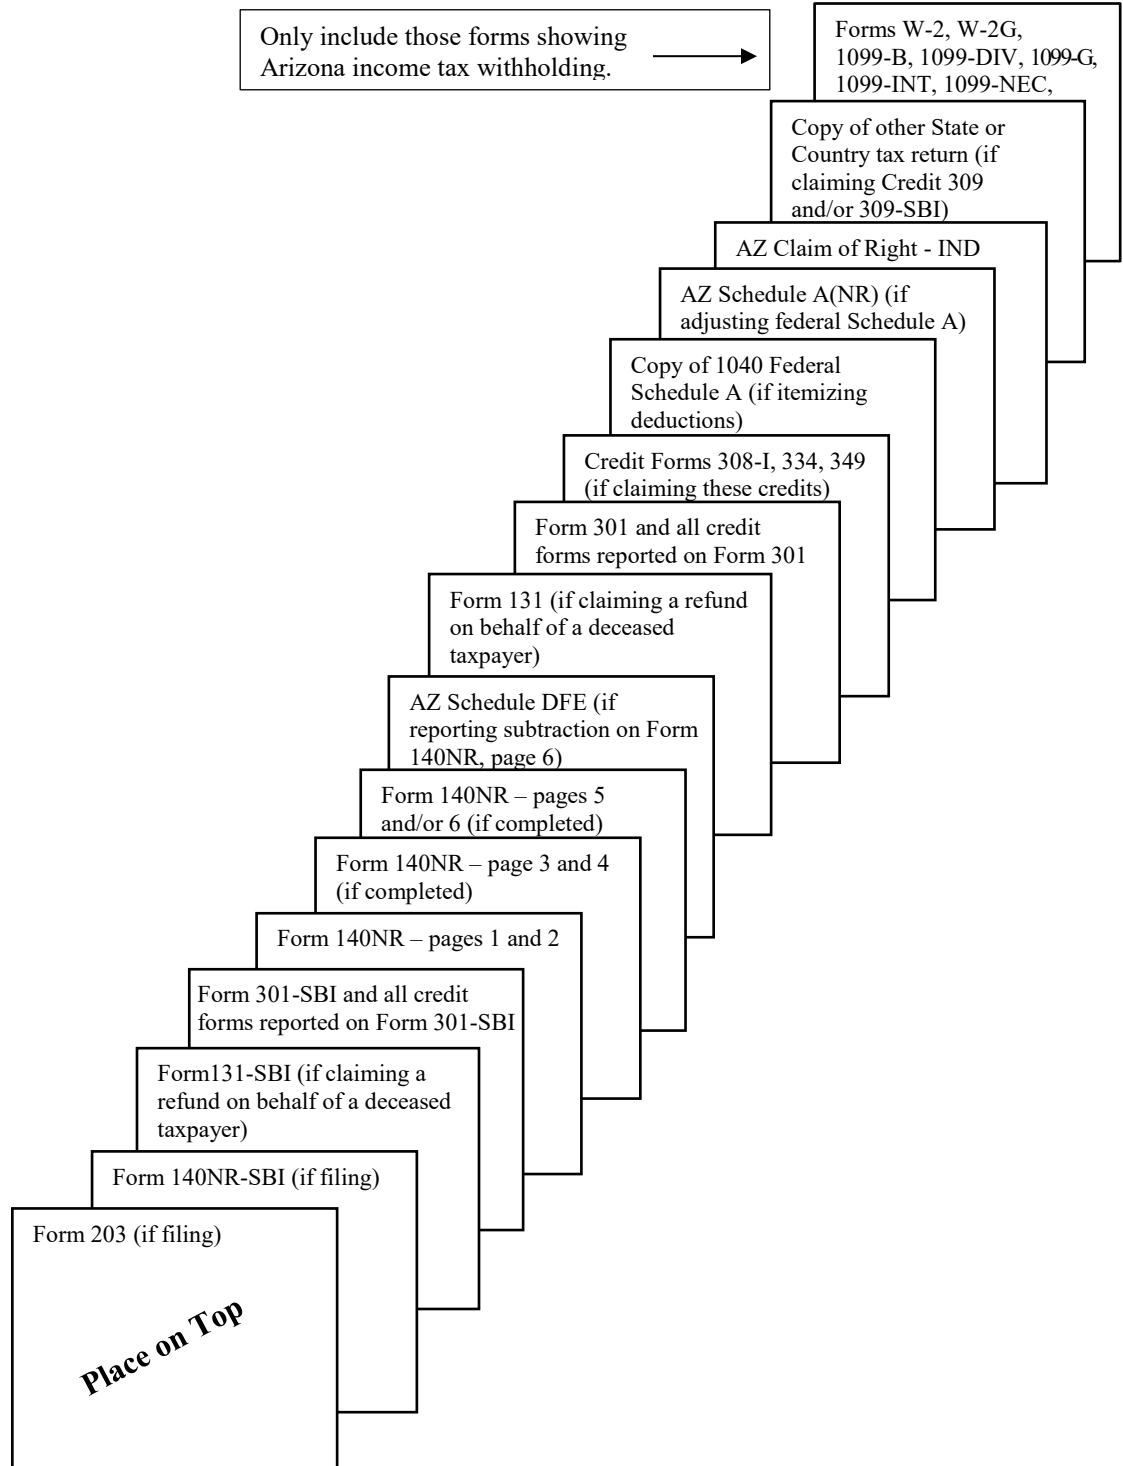 Only include those forms showing
Arizona income tax withholding.
Forms W-2, W-2G,
1099-B, 1099-DIV, 1099-G,
1099-INT, 1099-NEC,
Copy of other State or
Country tax return (if
claiming Credit 309
and/or 309-SBI)
AZ Claim of Right - IND
AZ Schedule A(NR) (if
adjusting federal Schedule A)
Copy of 1040 Federal
Schedule A (if itemizing
deductions)
Credit Forms 308-I, 334, 349
(if claiming these credits)
Form 301 and all credit
forms reported on Form 301
Form 131 (if claiming a refund
on behalf of a deceased
taxpayer)
AZ Schedule DFE (if
reporting subtraction on Form
140NR, page 6)
Form 140NR – pages 5
and/or 6 (if completed)
Form 140NR – page 3 and 4
(if completed)
Form 140NR – pages 1 and 2
Form 301-SBI and all credit
forms reported on Form 301-SBI
Form131-SBI (if claiming a
refund on behalf of a deceased
taxpayer)
Form 140NR-SBI (if filing)
Form 203 (if filing)
Place on Top